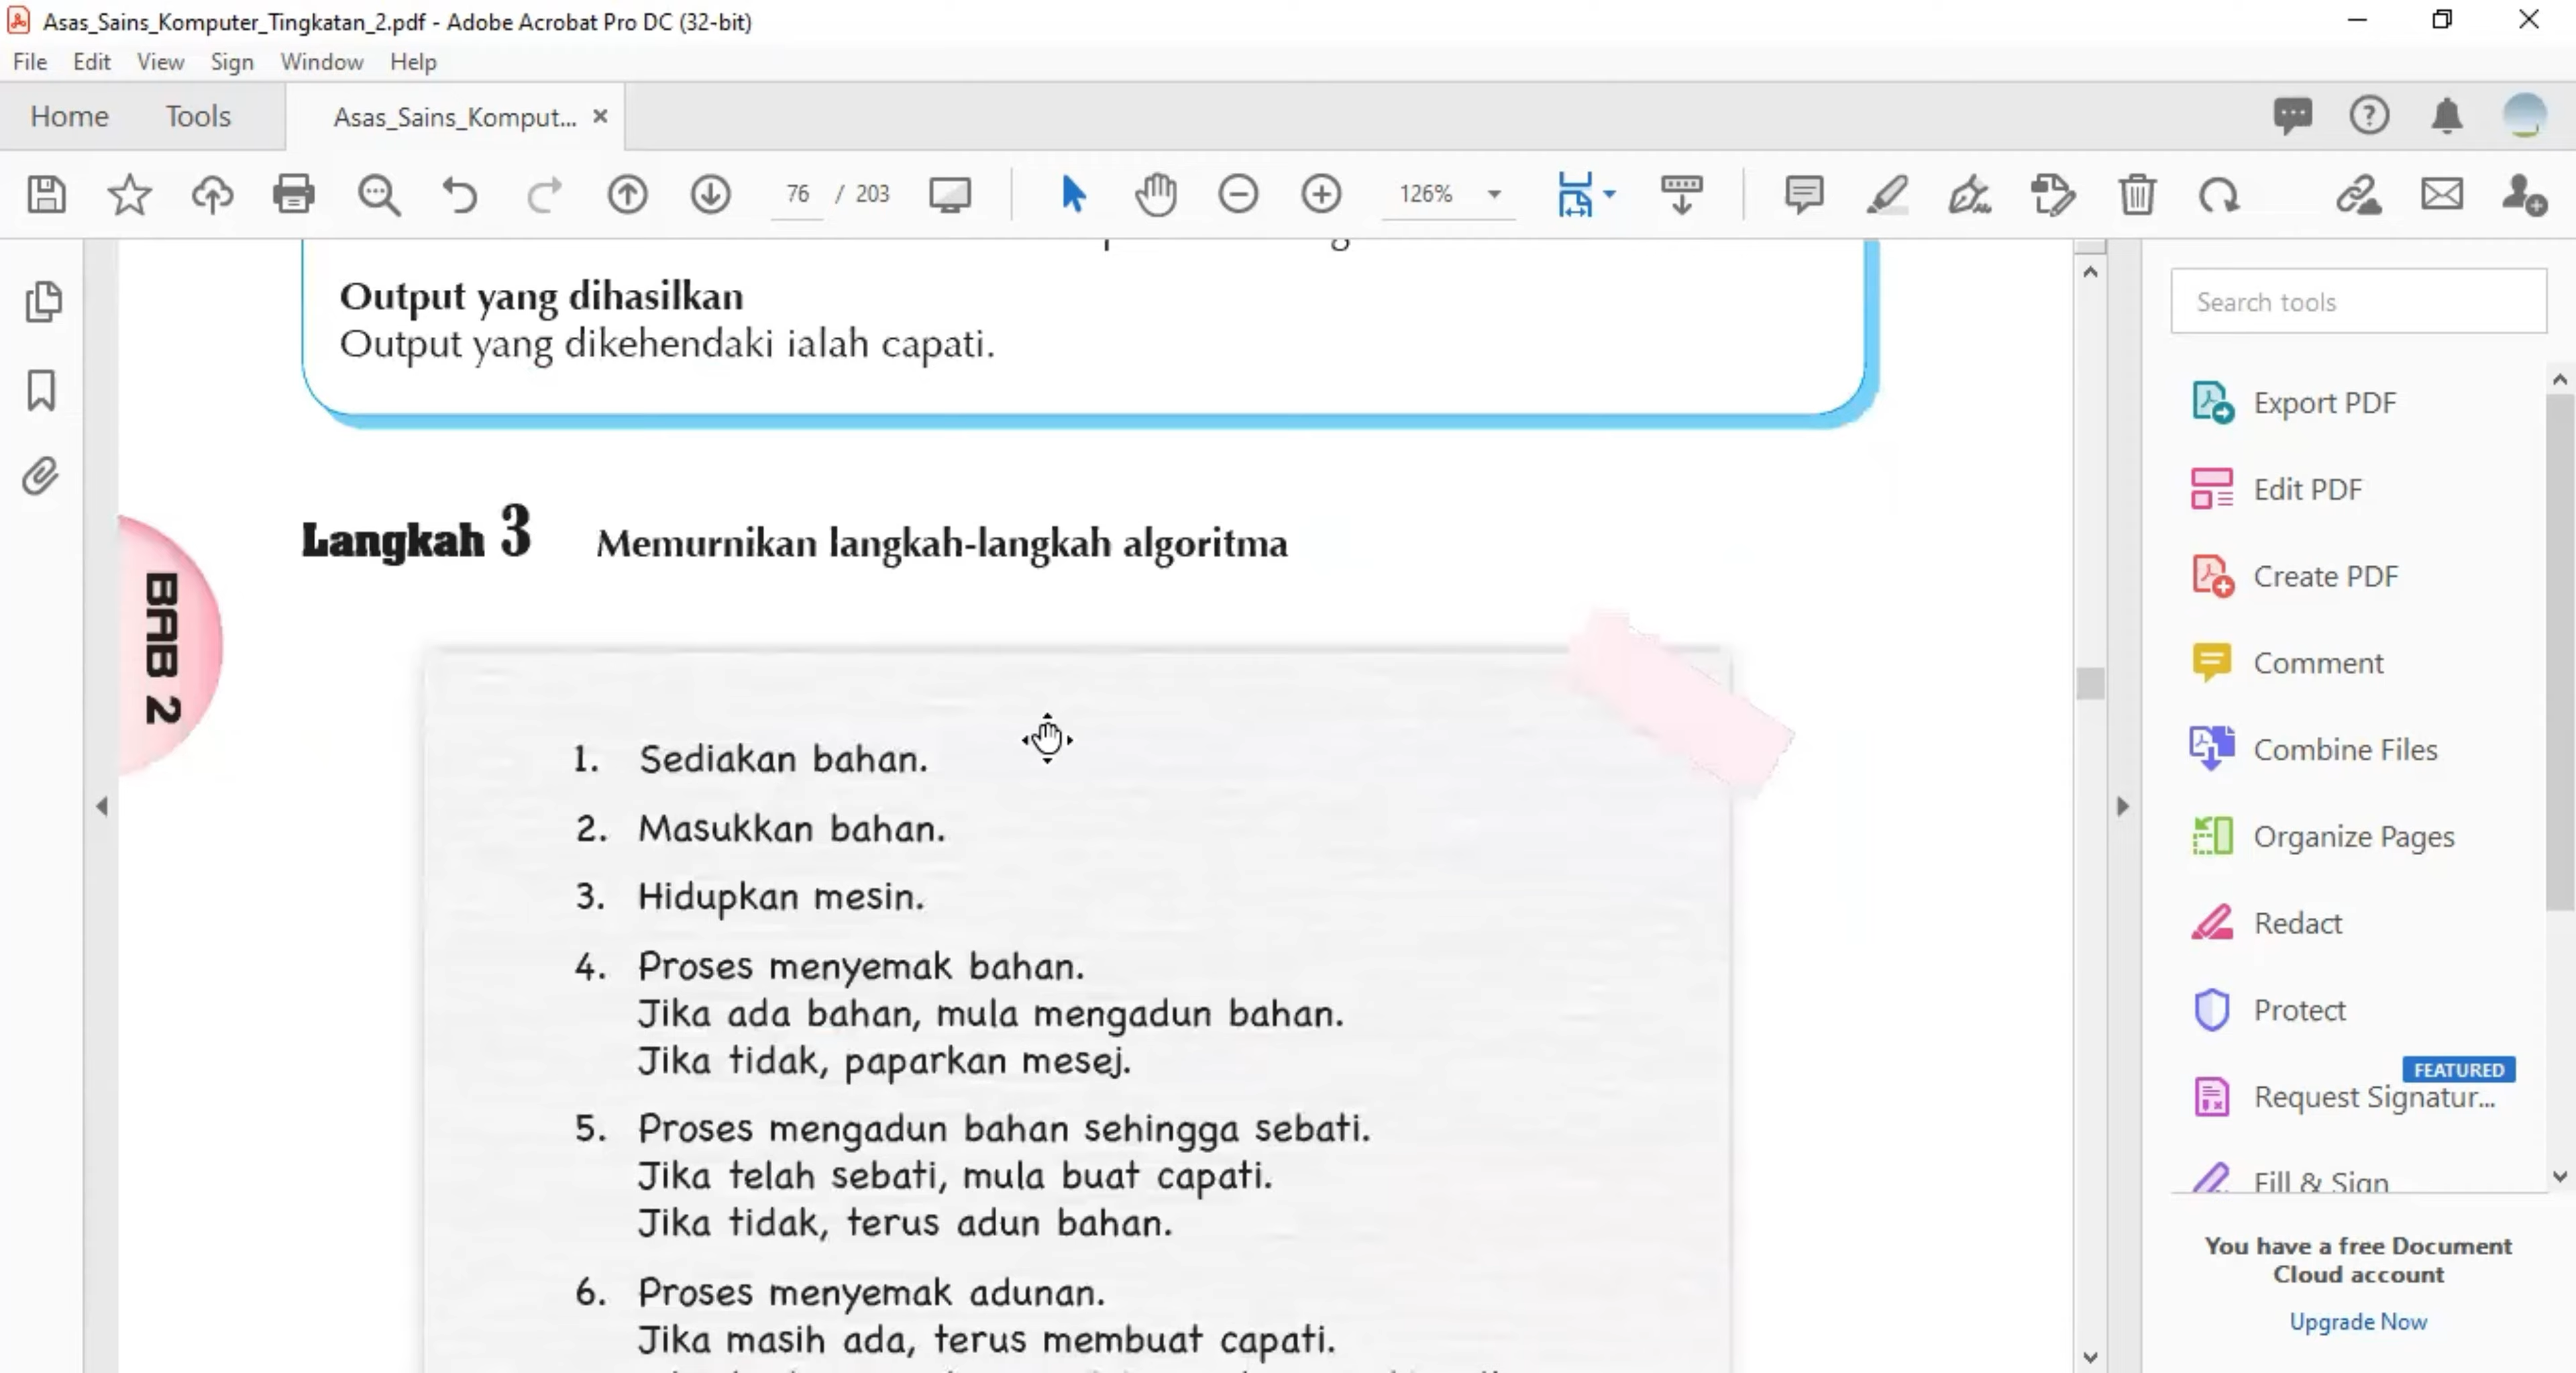 Asas_Sains_Komputer_Tingkatan_2.pdf - Adobe Acrobat Pro DC (32-bit)
File Edit View Sign Window Help
Home Tools Asas_Sains_Komput...
76 / 203 126%
Output yang dihasilkan
Output yang dikehendaki ialah capati.
Langkah 3 Memurnikan langkah-langkah algoritma
BAB 2
1. Sediakan bahan.
2. Masukkan bahan.
3. Hidupkan mesin.
4. Proses menyemak bahan.
Jika ada bahan, mula mengadun bahan.
Jika tidak, paparkan mesej.
5. Proses mengadun bahan sehingga sebati.
Jika telah sebati, mula buat capati.
Jika tidak, terus adun bahan.
6. Proses menyemak adunan.
Jika masih ada, terus membuat capati.
Search tools
Export PDF
Edit PDF
Create PDF
Comment
Combine Files
Organize Pages
Redact
Protect
FEATURED
Request Signatur...
Fill & Sign
You have a free Document
Cloud account
Upgrade Now